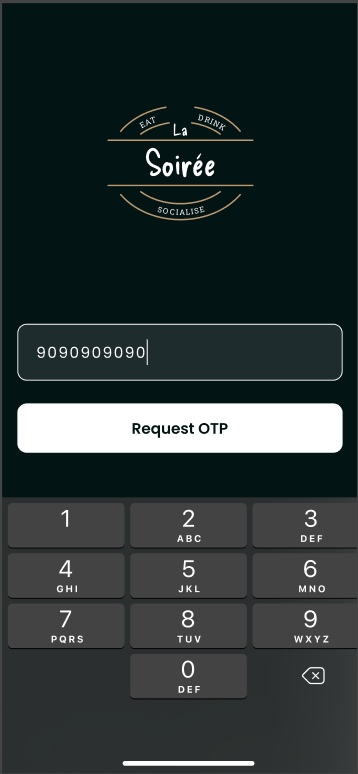 EAT
DRINK
La
Soirée
SOCIALISE
9090909090
Request OTP
1
2
3
ABC
DEF
4
5
6
GHI
JKL
MNO
7
8
9
PQRS
TUV
WXYZ
0
DEF